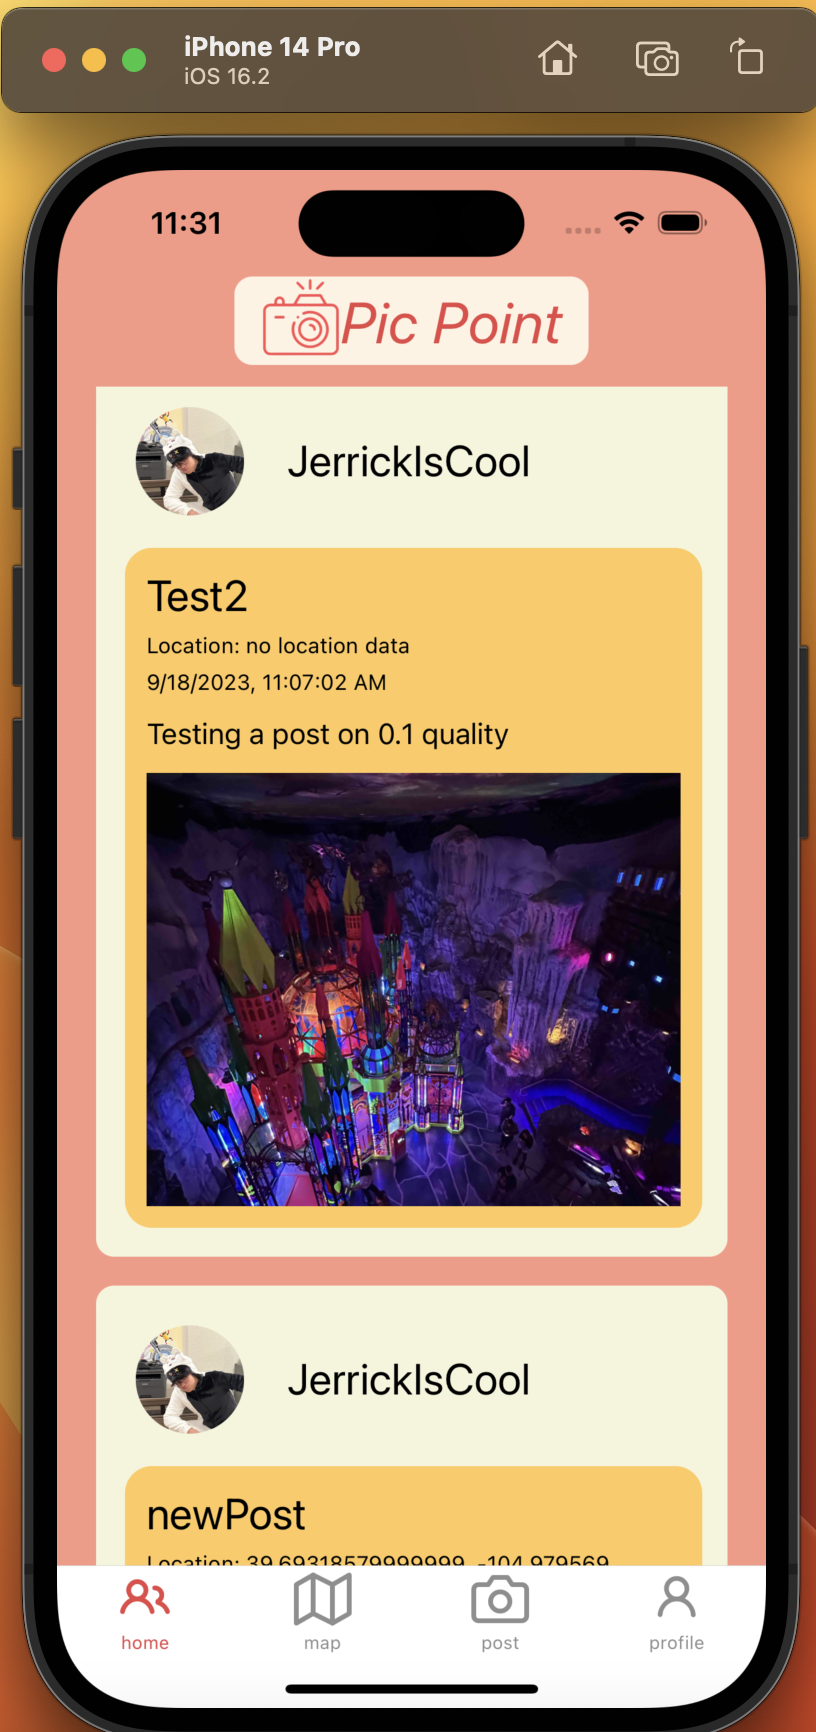 iPhone 14 Pro
iOS 16.2
11:31
Pic Point
JerrickIsCool
Test2
Location: no location data
9/18/2023, 11:07:02 AM
Testing a post on 0.1 quality
JerrickIsCool
newPost
Location: 39.69318579999999, -104.979569
home
map
post
profile